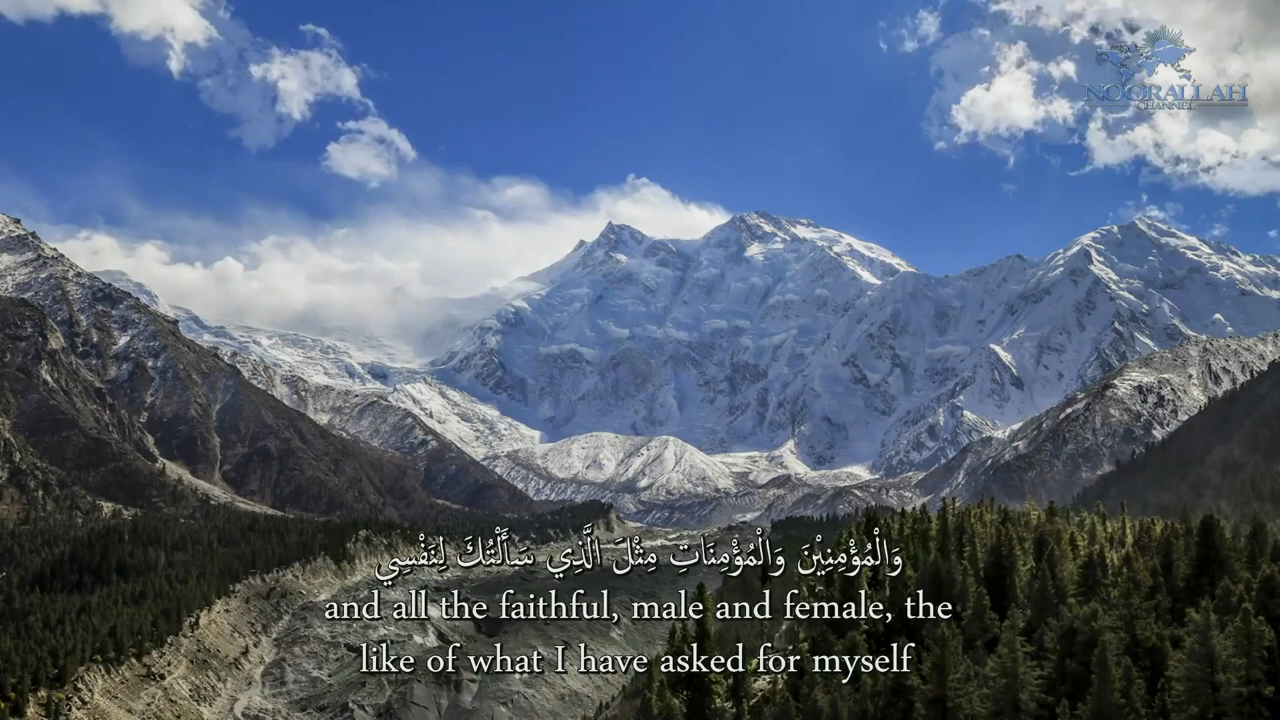 NOORALLAH
CHANNEL
وَالْمُؤْمِنِيْنَ وَالْمُؤْمِنَاتِ مِثْلَ الَّذِي سَأَلْتُكَ لِنَفْسِي
and all the faithful, male and female, the
like of what I have asked for myself